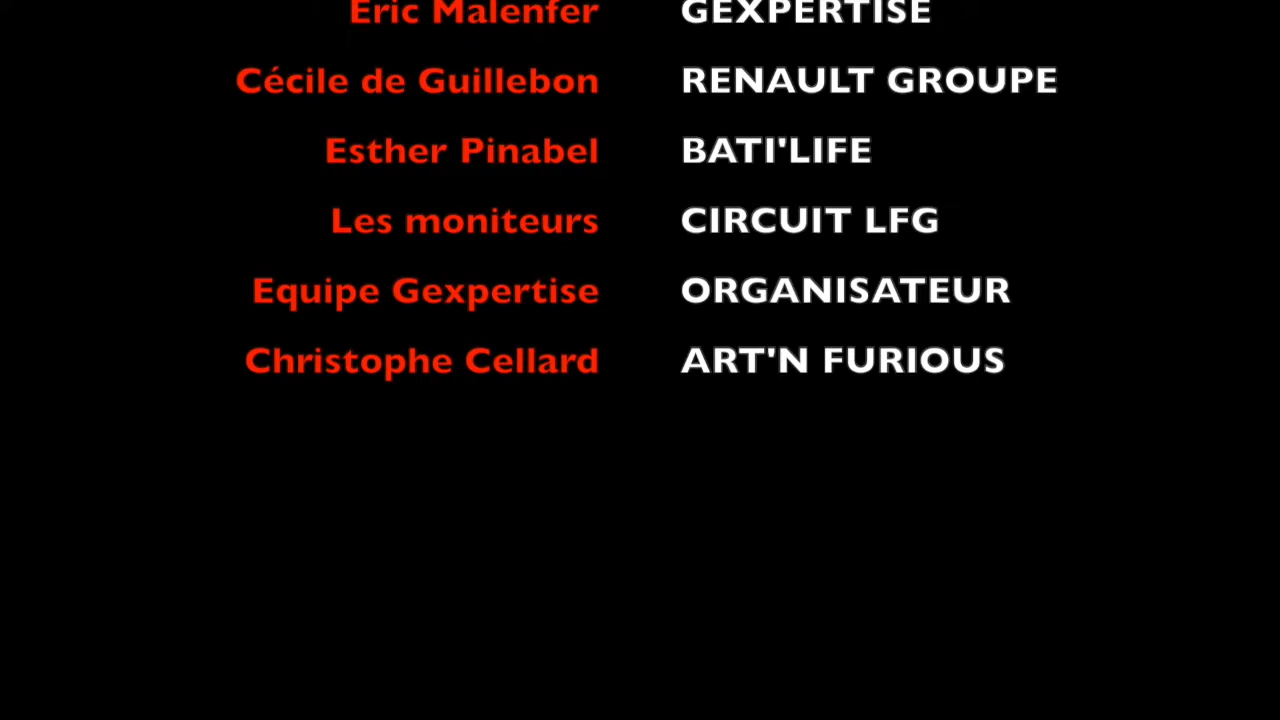 Eric Malenfer GEXPERTISE
Cécile de Guillebon RENAULT GROUPE
Esther Pinabel BATI'LIFE
Les moniteurs CIRCUIT LFG
Equipe Gexpertise ORGANISATEUR
Christophe Cellard ART'N FURIOUS